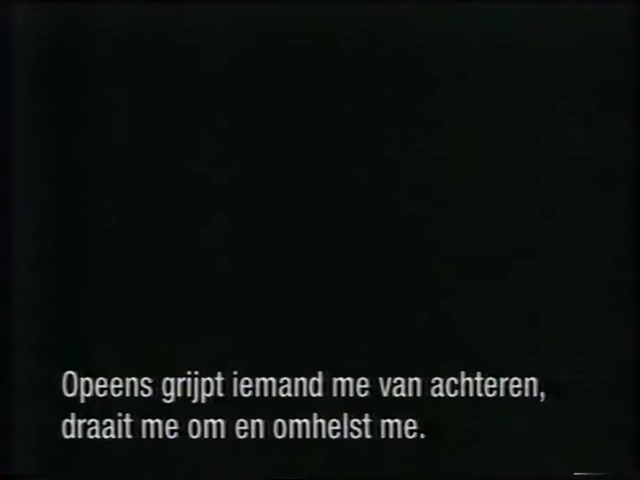 Opeens grijpt iemand me van achteren,
draait me om en omhelst me.